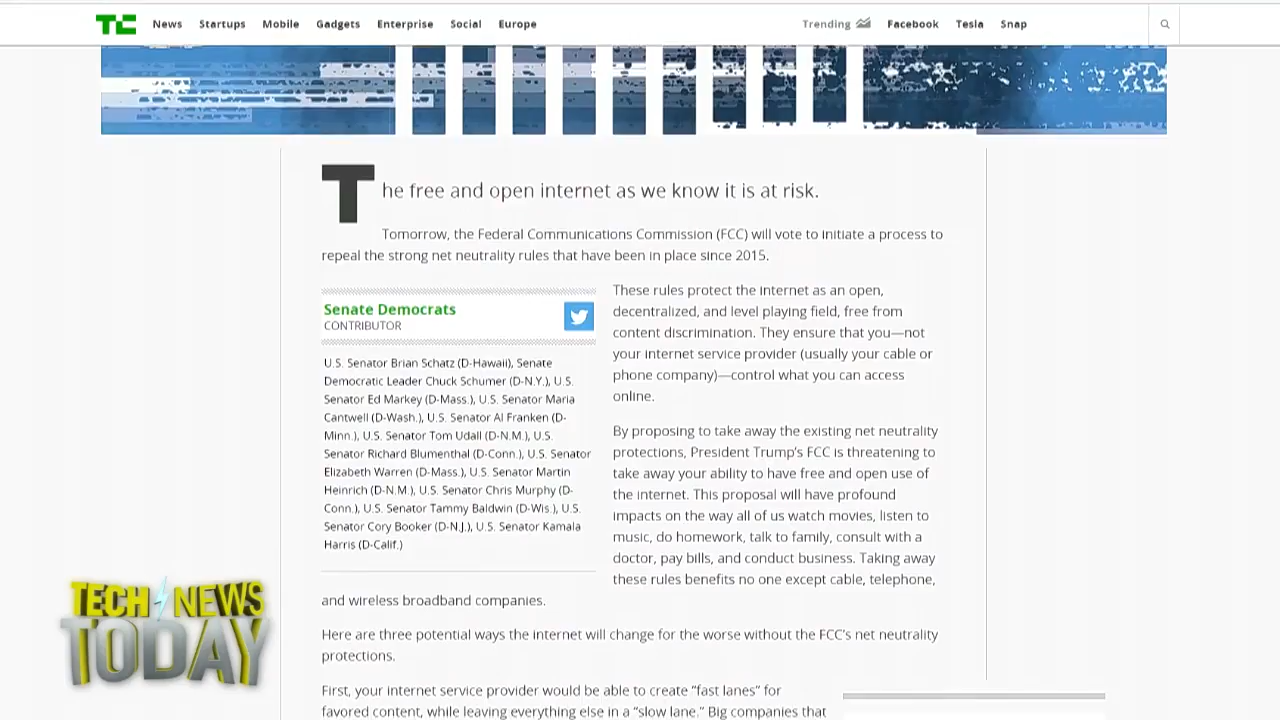 TC News Startups Mobile Gadgets Enterprise Social Europe Trending Facebook Tesla Snap
The free and open internet as we know it is at risk.
Tomorrow, the Federal Communications Commission (FCC) will vote to initiate a process to
repeal the strong net neutrality rules that have been in place since 2015.
Senate Democrats
CONTRIBUTOR
U.S. Senator Brian Schatz (D-Hawaii), Senate
Democratic Leader Chuck Schumer (D-N.Y.), U.S.
Senator Ed Markey (D-Mass.), U.S. Senator Maria
Cantwell (D-Wash.), U.S. Senator Al Franken (D-
Minn.), U.S. Senator Tom Udall (D-N.M.), U.S.
Senator Richard Blumenthal (D-Conn.), U.S. Senator
Elizabeth Warren (D-Mass.), U.S. Senator Martin
Heinrich (D-N.M.), U.S. Senator Chris Murphy (D-
Conn.), U.S. Senator Tammy Baldwin (D-Wis.), U.S.
Senator Cory Booker (D-N.J.), U.S. Senator Kamala
Harris (D-Calif.)
These rules protect the Internet as an open,
decentralized, and level playing field, free from
content discrimination. They ensure that you—not
your internet service provider (usually your cable or
phone company)—control what you can access
online.
By proposing to take away the existing net neutrality
protections, President Trump's FCC is threatening to
take away your ability to have free and open use of
the internet. This proposal will have profound
impacts on the way all of us watch movies, listen to
music, do homework, talk to family, consult with a
doctor, pay bills, and conduct business. Taking away
these rules benefits no one except cable, telephone,
and wireless broadband companies.
Here are three potential ways the internet will change for the worse without the FCC's net neutrality
protections.
First, your internet service provider would be able to create "fast lanes" for
favored content, while leaving everything else in a "slow lane." Big companies that
TECH NEWS
TODAY